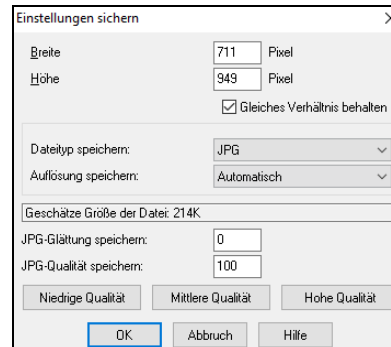 Einstellungen sichern
Breite 711 Pixel
Höhe 949 Pixel
Gleiches Verhältnis behalten
Dateityp speichern: JPG
Auflösung speichern: Automatisch
Geschätze Größe der Datei: 214K
JPG-Glättung speichern: 0
JPG-Qualität speichern: 100
Niedrige Qualität Mittlere Qualität Hohe Qualität
OK Abbruch Hilfe